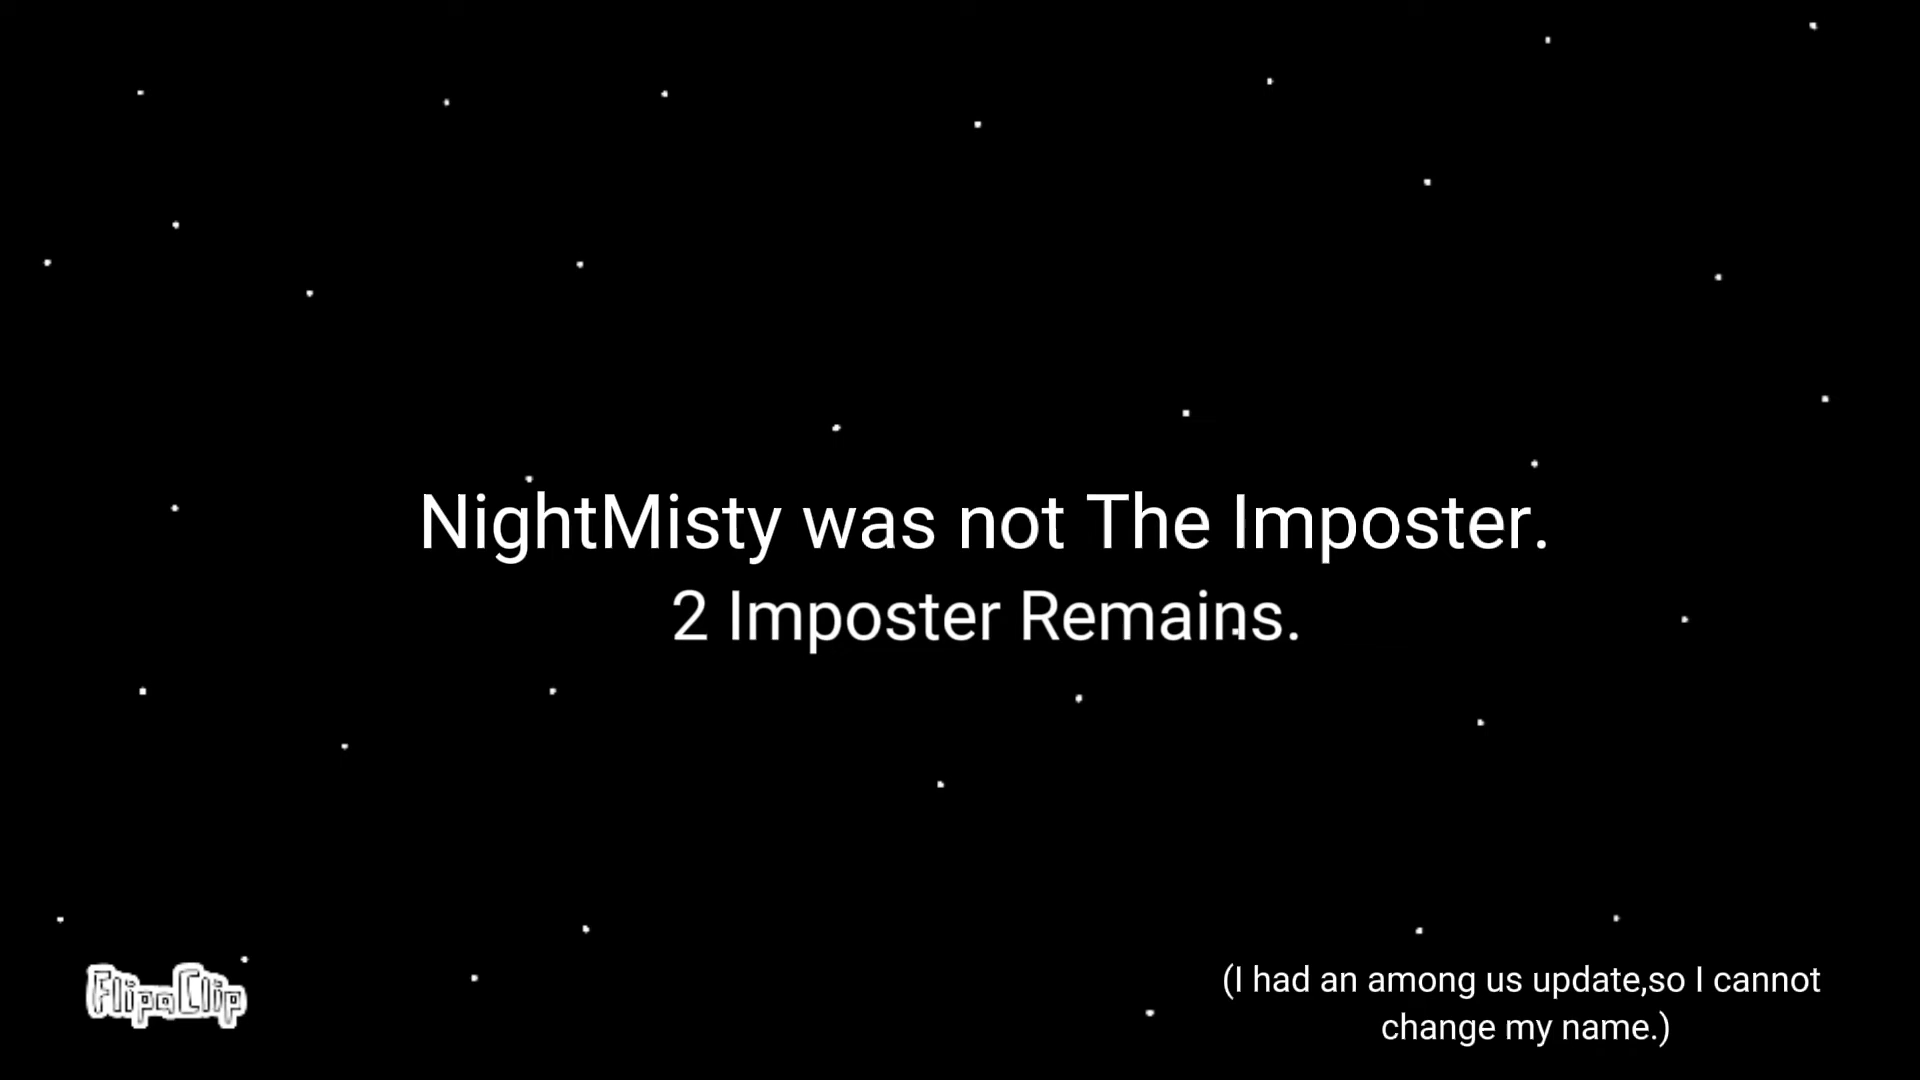 NightMisty was not The Imposter.
2 Imposter Remains.
FlipaClip
(I had an among us update,so I cannot
change my name.)